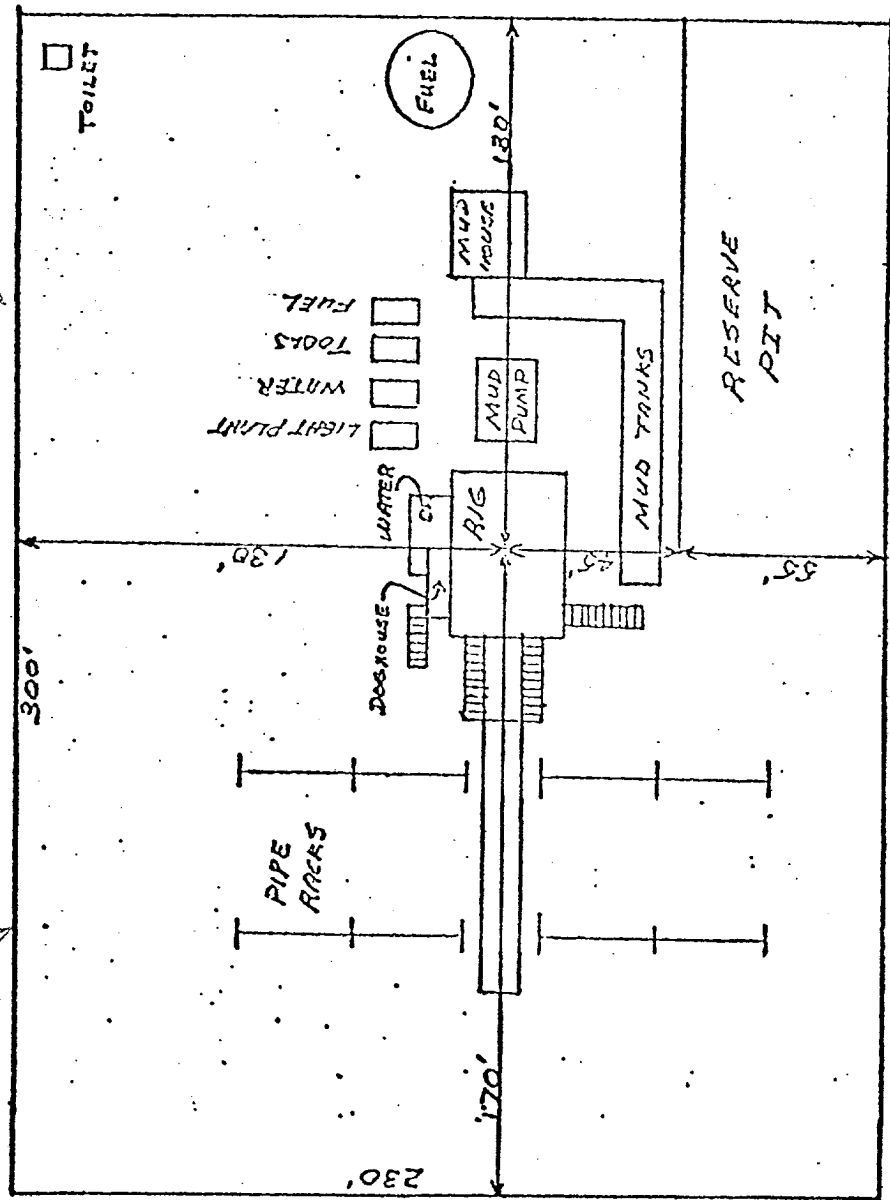 TOILET
FUEL
130'
MUD
HOUSE
FUEL
TOOLS
WATER
LIGHT PLANT
MUD
PUMP
RESERVE
PIT
MUD TANKS
WATER
RIG
130'
45'
55'
DOGHOUSE
300'
PIPE
RACKS
170'
230'